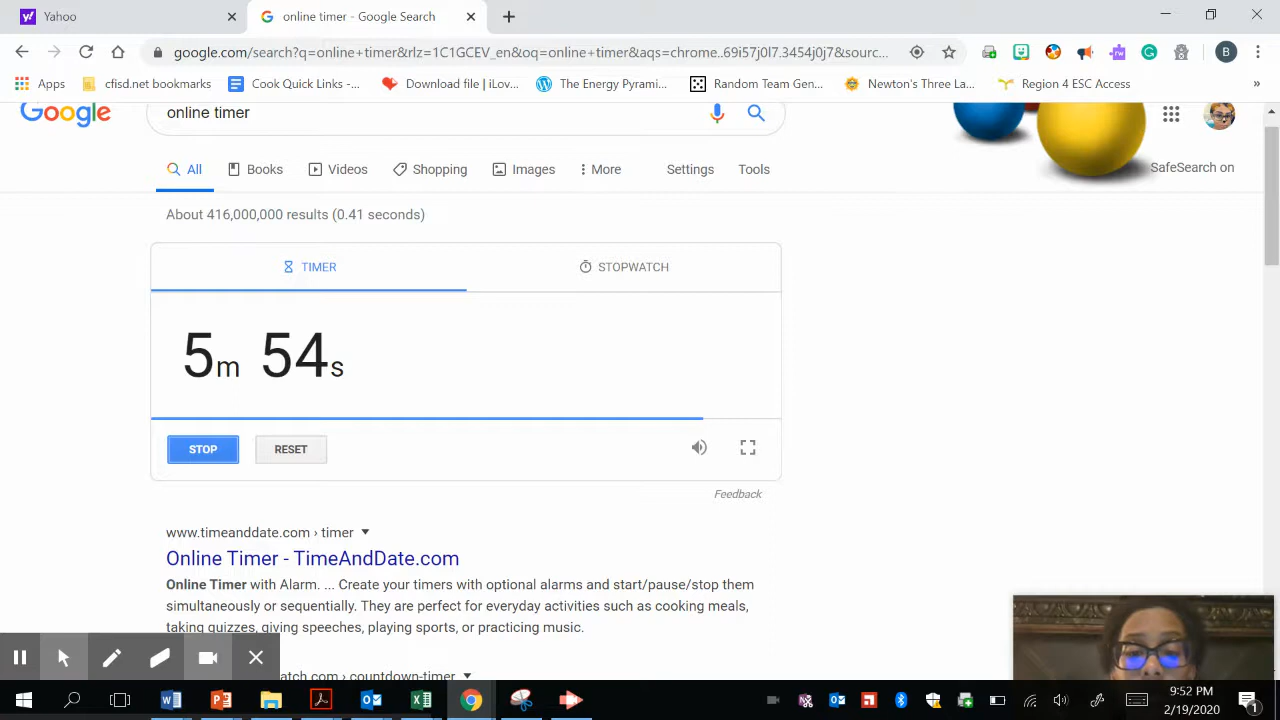 Yahoo
online timer - Google Search
google.com/search?q=online+timer&rlz=1C1GCEV_en&oq=online+timer&aqs=chrome_69i57j0l7.3454j0j7&sourc...
Apps
cfisd.net bookmarks
Cook Quick Links -...
Download file | iLov...
The Energy Pyrami...
Random Team Gen...
Newton's Three La...
Region 4 ESC Access
»
Google
online timer
All
Books
Videos
Shopping
Images
More
Settings
Tools
SafeSearch on
About 416,000,000 results (0.41 seconds)
TIMER
STOPWATCH
5m 54s
STOP
RESET
Feedback
www.timeanddate.com › timer
Online Timer - TimeAndDate.com
Online Timer with Alarm. ... Create your timers with optional alarms and start/pause/stop them
simultaneously or sequentially. They are perfect for everyday activities such as cooking meals,
taking quizzes, giving speeches, playing sports, or practicing music.
atch.com › countdown-timer
9:52 PM
2/19/2020